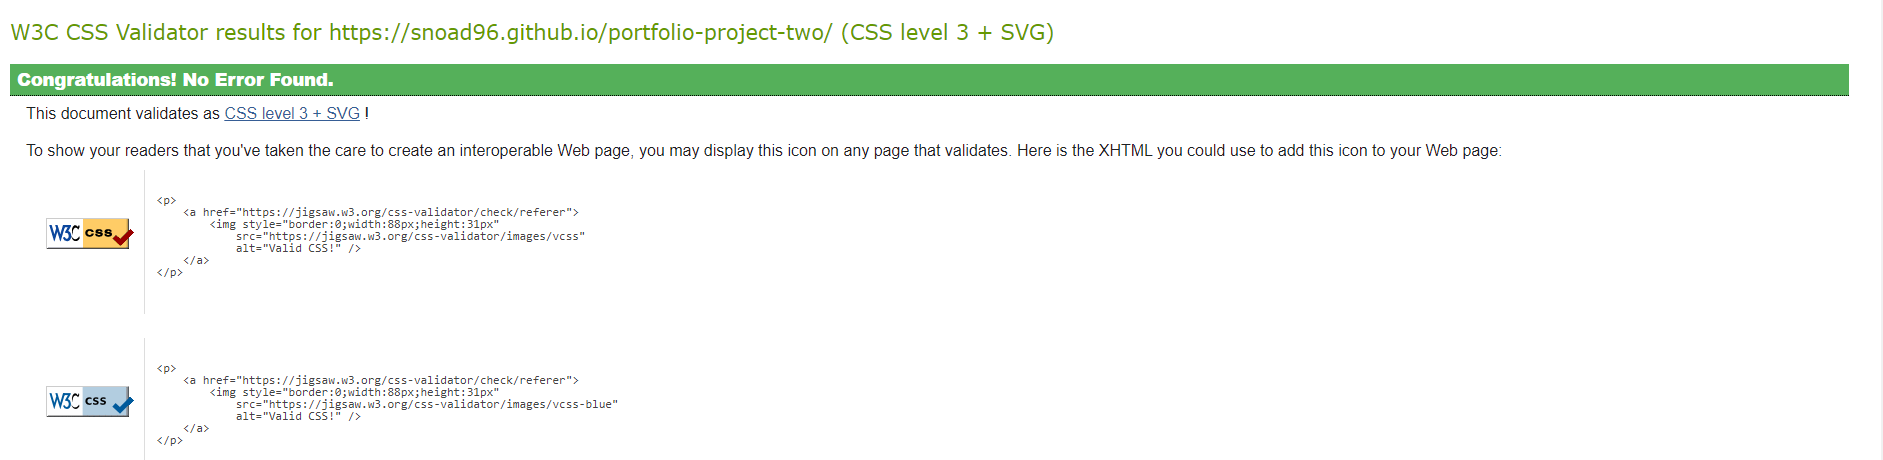 W3C CSS Validator results for https://snoad96.github.io/portfolio-project-two/ (CSS level 3 + SVG)
Congratulations! No Error Found.
This document validates as CSS level 3 + SVG !
To show your readers that you've taken the care to create an interoperable Web page, you may display this icon on any page that validates. Here is the XHTML you could use to add this icon to your Web page:
W3C css
<p>
    <a href="https://jigsaw.w3.org/css-validator/check/referer">
        <img style="border:0;width:88px;height:31px"
            src="https://jigsaw.w3.org/css-validator/images/vcss"
            alt="Valid CSS!" />
    </a>
</p>
W3C css
<p>
    <a href="https://jigsaw.w3.org/css-validator/check/referer">
        <img style="border:0;width:88px;height:31px"
            src="https://jigsaw.w3.org/css-validator/images/vcss-blue"
            alt="Valid CSS!" />
    </a>
</p>